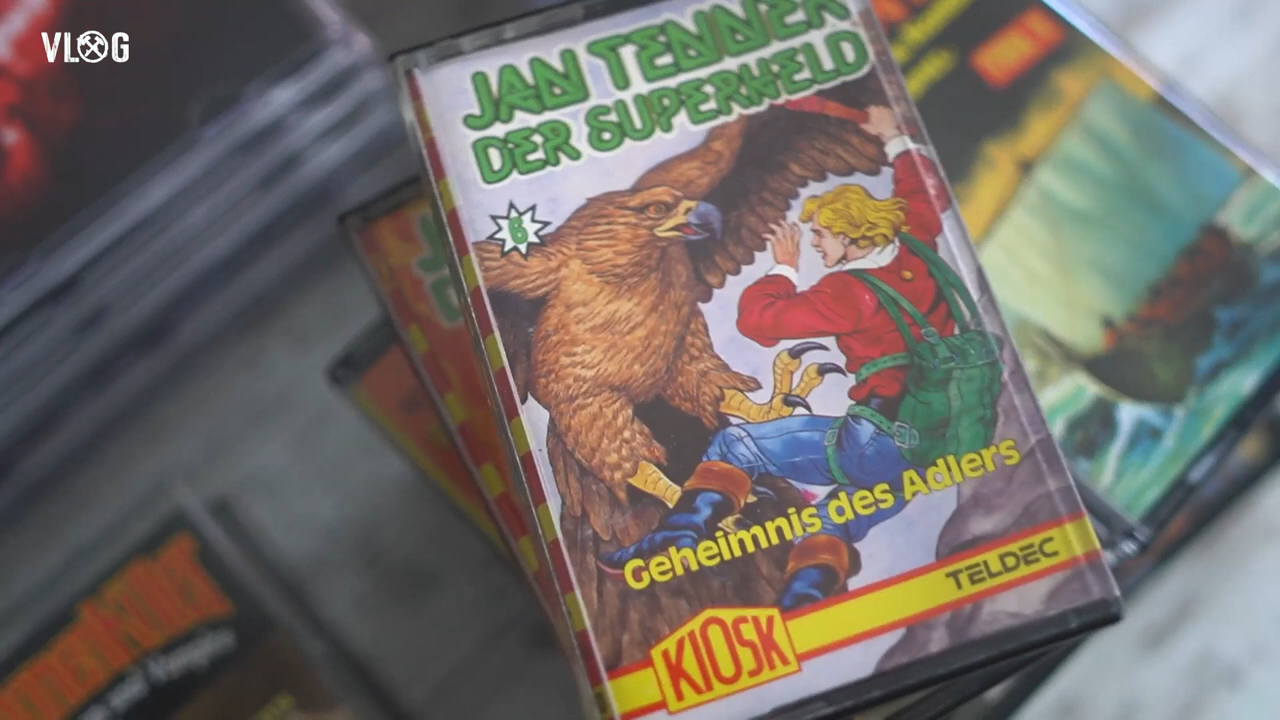 VLOG
JAN TENNER
DER SUPERHELD
6
Geheimnis des Adlers
TELDEC
KIOSK